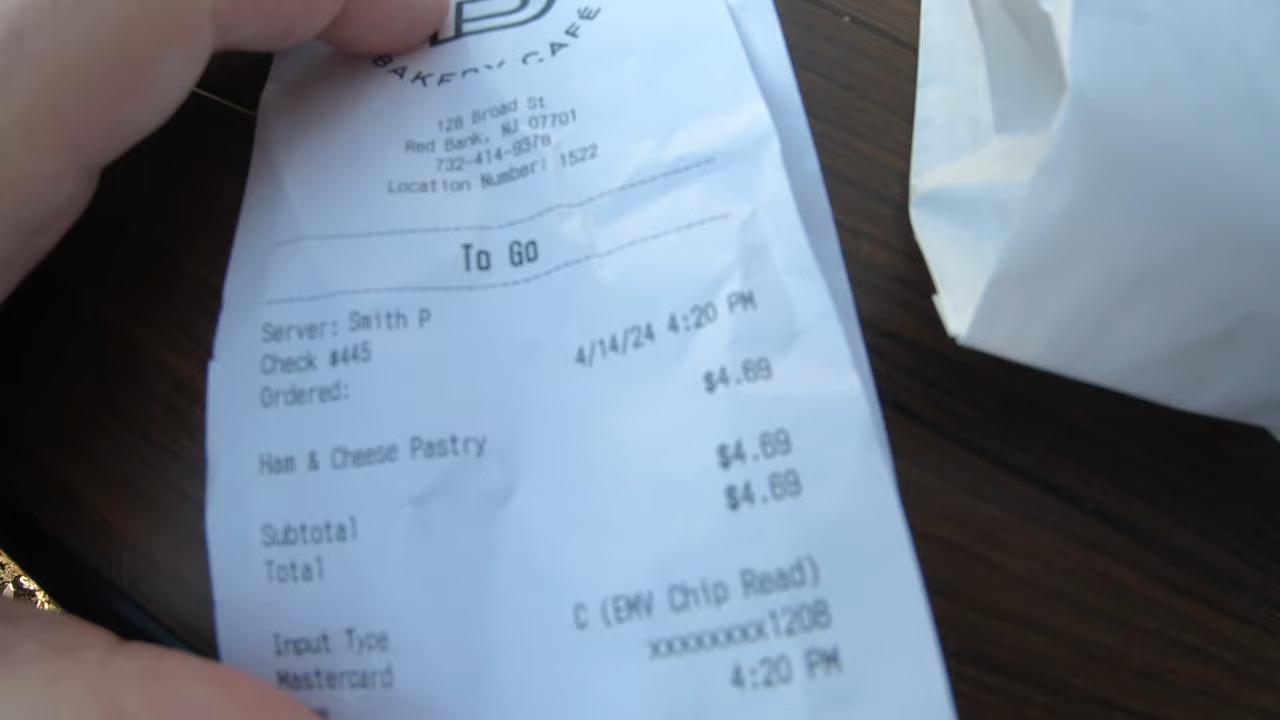 BAKERY CAFÉ
128 Broad St
Red Bank, NJ 07701
732-414-9378
Location Number: 1522
To Go
Server: Smith P
Check #445 4/14/24 4:20 PM
Ordered:
Ham & Cheese Pastry $4.69
Subtotal $4.69
Total $4.69
Input Type C (EMV Chip Read)
Mastercard xxxxxxxx1208
4:20 PM